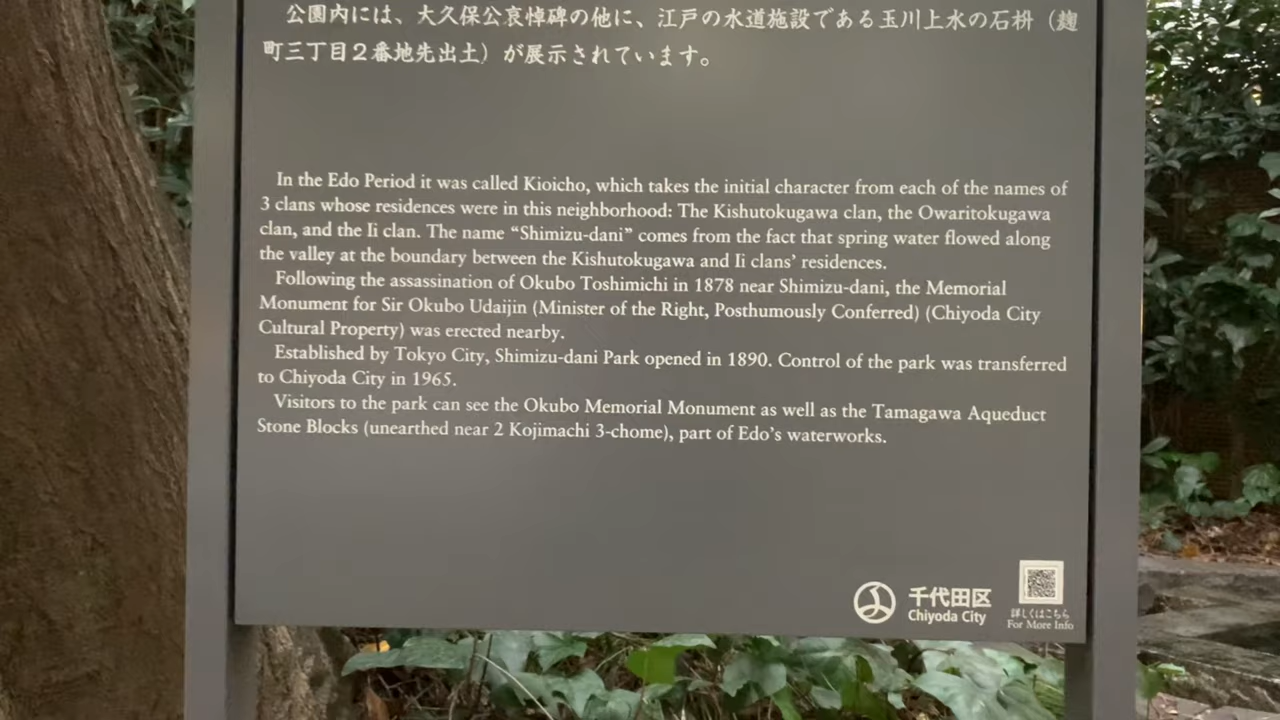 公園内には、大久保公哀悼碑の他に、江戸の水道施設である玉川上水の石枡（麹
町三丁目２番地先出土）が展示されています。
In the Edo Period it was called Kioicho, which takes the initial character from each of the names of
3 clans whose residences were in this neighborhood: The Kishutokugawa clan, the Owaritokugawa
clan, and the Ii clan. The name “Shimizu-dani” comes from the fact that spring water flowed along
the valley at the boundary between the Kishutokugawa and Ii clans’ residences.
Following the assassination of Okubo Toshimichi in 1878 near Shimizu-dani, the Memorial
Monument for Sir Okubo Udaijin (Minister of the Right, Posthumously Conferred) (Chiyoda City
Cultural Property) was erected nearby.
Established by Tokyo City, Shimizu-dani Park opened in 1890. Control of the park was transferred
to Chiyoda City in 1965.
Visitors to the park can see the Okubo Memorial Monument as well as the Tamagawa Aqueduct
Stone Blocks (unearthed near 2 Kojimachi 3-chome), part of Edo’s waterworks.
千代田区
Chiyoda City
詳しくはこちら
For More Info